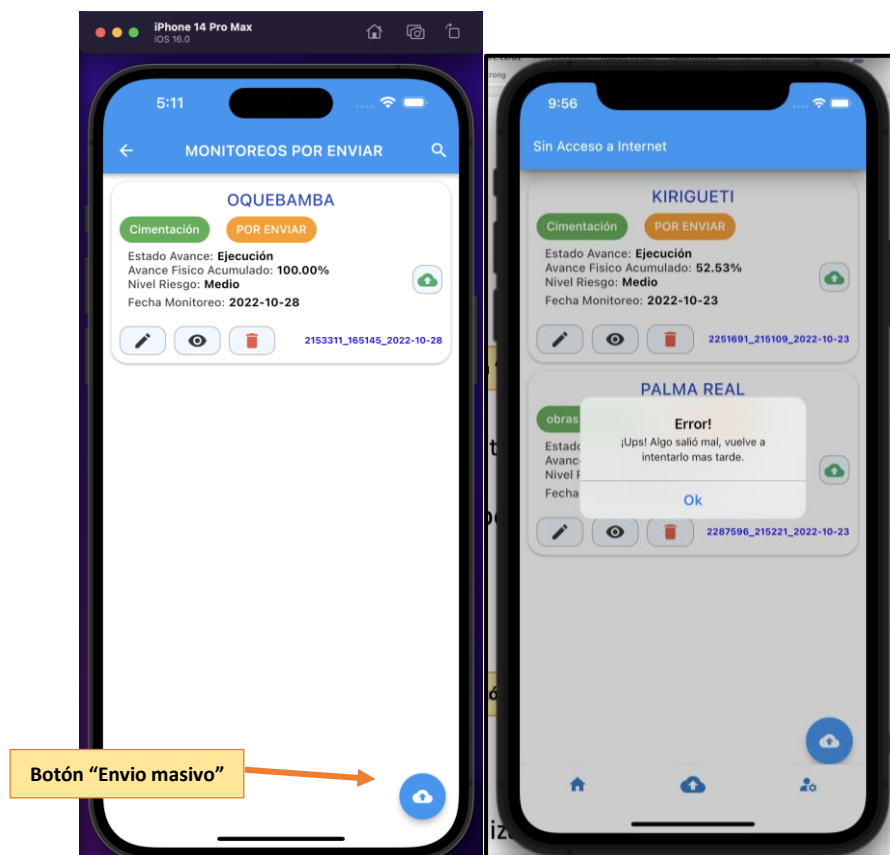 iPhone 14 Pro Max
iOS 16.0
5:11
MONITOREOS POR ENVIAR
OQUEBAMBA
Cimentación
POR ENVIAR
Estado Avance: Ejecución
Avance Fisico Acumulado: 100.00%
Nivel Riesgo: Medio
Fecha Monitoreo: 2022-10-28
2153311_165145_2022-10-28
Botón “Envio masivo”
9:56
Sin Acceso a Internet
KIRIGUETI
Cimentación
POR ENVIAR
Estado Avance: Ejecución
Avance Fisico Acumulado: 52.53%
Nivel Riesgo: Medio
Fecha Monitoreo: 2022-10-23
2251691_215109_2022-10-23
PALMA REAL
obras
Error!
¡Ups! Algo salió mal, vuelve a
intentarlo mas tarde.
Ok
Estado
Avanc
Nivel
Fecha
2287596_215221_2022-10-23